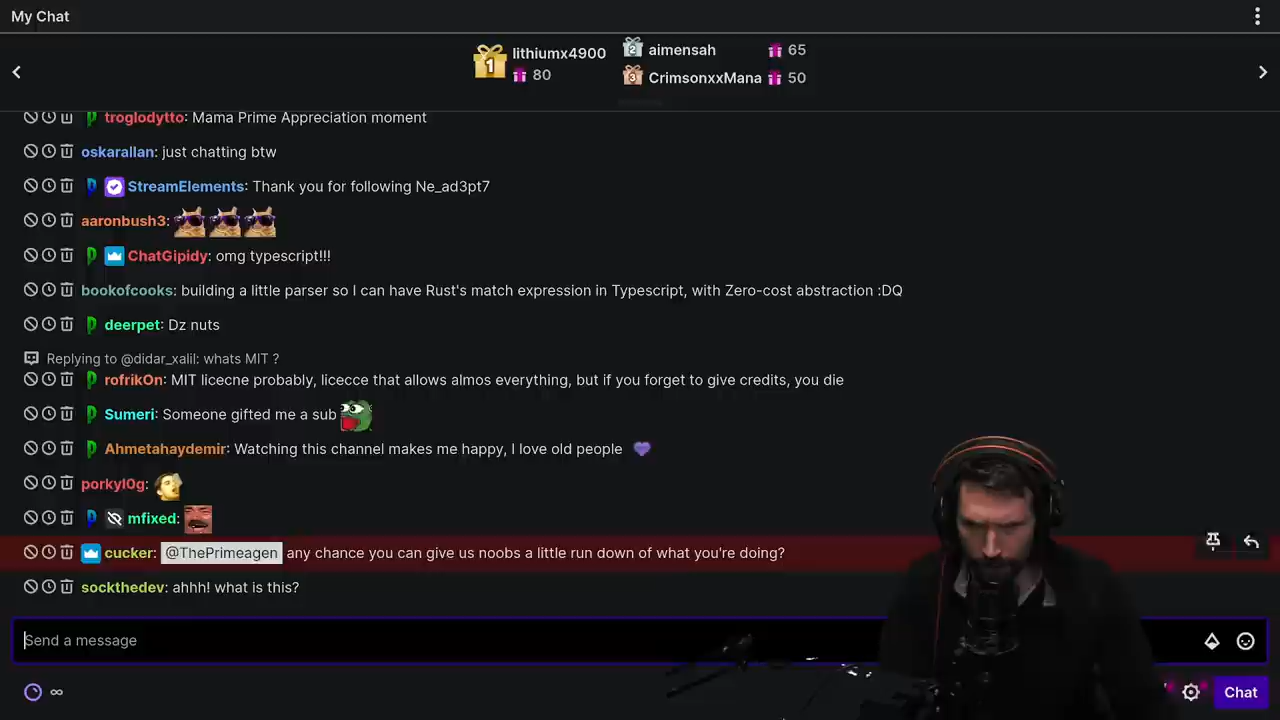 My Chat
1
lithiumx4900
80
2
aimensah
65
3
CrimsonxxMana
50
troglodytto: Mama Prime Appreciation moment
oskarallan: just chatting btw
StreamElements: Thank you for following Ne_ad3pt7
aaronbush3:
ChatGipidy: omg typescript!!!
bookofcooks: building a little parser so I can have Rust's match expression in Typescript, with Zero-cost abstraction :DQ
deerpet: Dz nuts
Replying to @didar_xalil: whats MIT ?
rofrikOn: MIT licecne probably, licecce that allows almos everything, but if you forget to give credits, you die
Sumeri: Someone gifted me a sub
Ahmetahaydemir: Watching this channel makes me happy, I love old people
porkyl0g:
mfixed:
cucker: @ThePrimeagen any chance you can give us noobs a little run down of what you're doing?
sockthedev: ahhh! what is this?
Send a message
∞
Chat